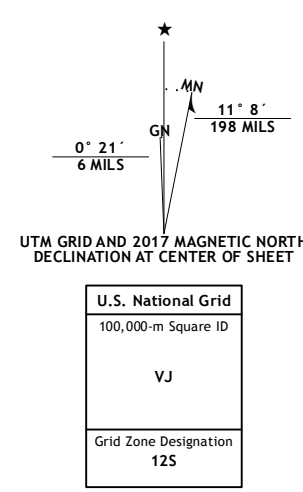 ★
MN
GN
11° 8´
198 MILS
0° 21´
6 MILS
UTM GRID AND 2017 MAGNETIC NORTH
DECLINATION AT CENTER OF SHEET
U.S. National Grid
100,000-m Square ID
VJ
Grid Zone Designation
12S